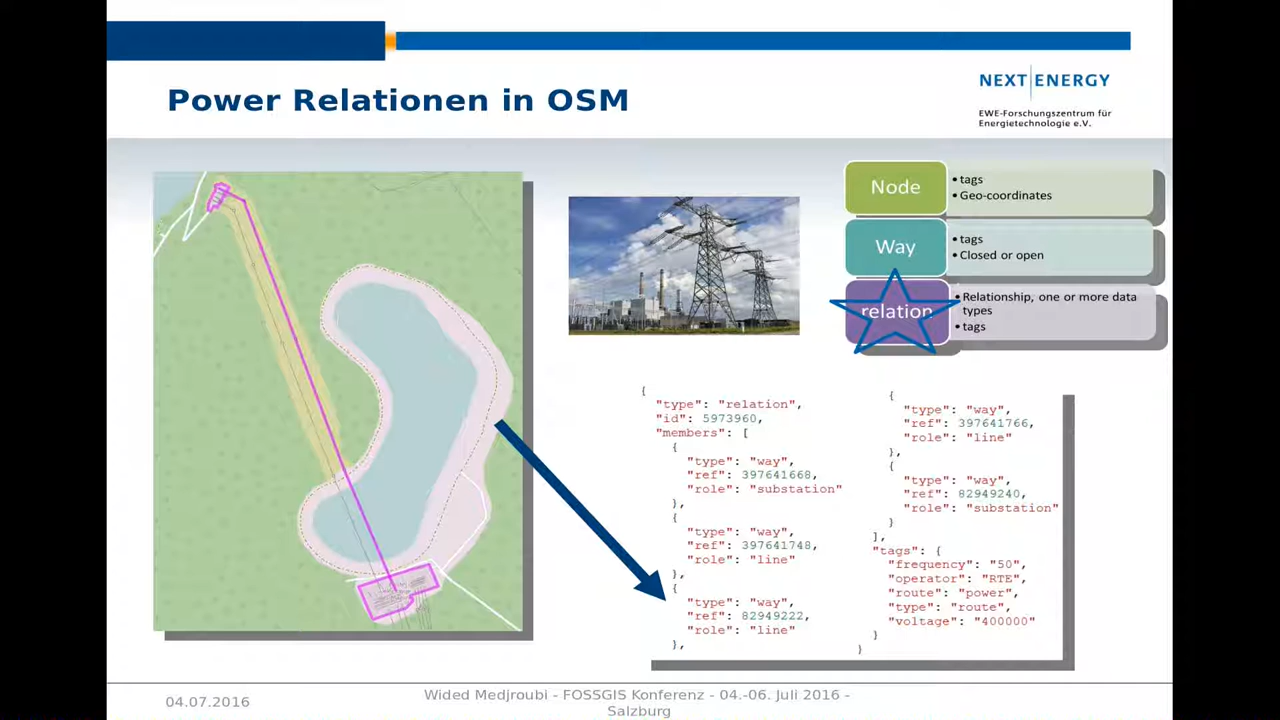 Power Relationen in OSM
NEXT ENERGY
EWE-Forschungszentrum für
Energietechnologie e.V.
Node
• tags
• Geo-coordinates
Way
• tags
• Closed or open
relation
• Relationship, one or more data
types
• tags
{
"type": "relation",
"id": 5973960,
"members": [
{
"type": "way",
"ref": 397641668,
"role": "substation"
},
{
"type": "way",
"ref": 397641748,
"role": "line"
},
{
"type": "way",
"ref": 82949222,
"role": "line"
},
{
"type": "way",
"ref": 397641766,
"role": "line"
},
{
"type": "way",
"ref": 82949240,
"role": "substation"
}
],
"tags": {
"frequency": "50",
"operator": "RTE",
"route": "power",
"type": "route",
"voltage": "400000"
}
}
04.07.2016
Wided Medjroubi - FOSSGIS Konferenz - 04.-06. Juli 2016 -
Salzburg